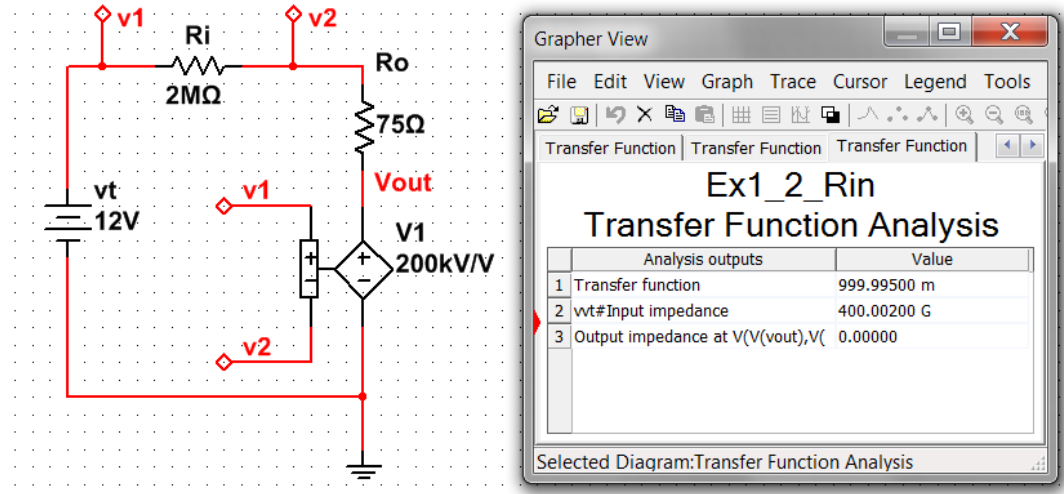 v1
v2
Ri
2MΩ
Ro
75Ω
Vout
vt
12V
v1
V1
200kV/V
+
−
+
−
v2
Grapher View
X
File Edit View Graph Trace Cursor Legend Tools
Transfer Function Transfer Function Transfer Function
Ex1_2_Rin
Transfer Function Analysis
Analysis outputs Value
1 Transfer function 999.99500 m
2 vvt#Input impedance 400.00200 G
3 Output impedance at V(V(vout),V( 0.00000
Selected Diagram:Transfer Function Analysis